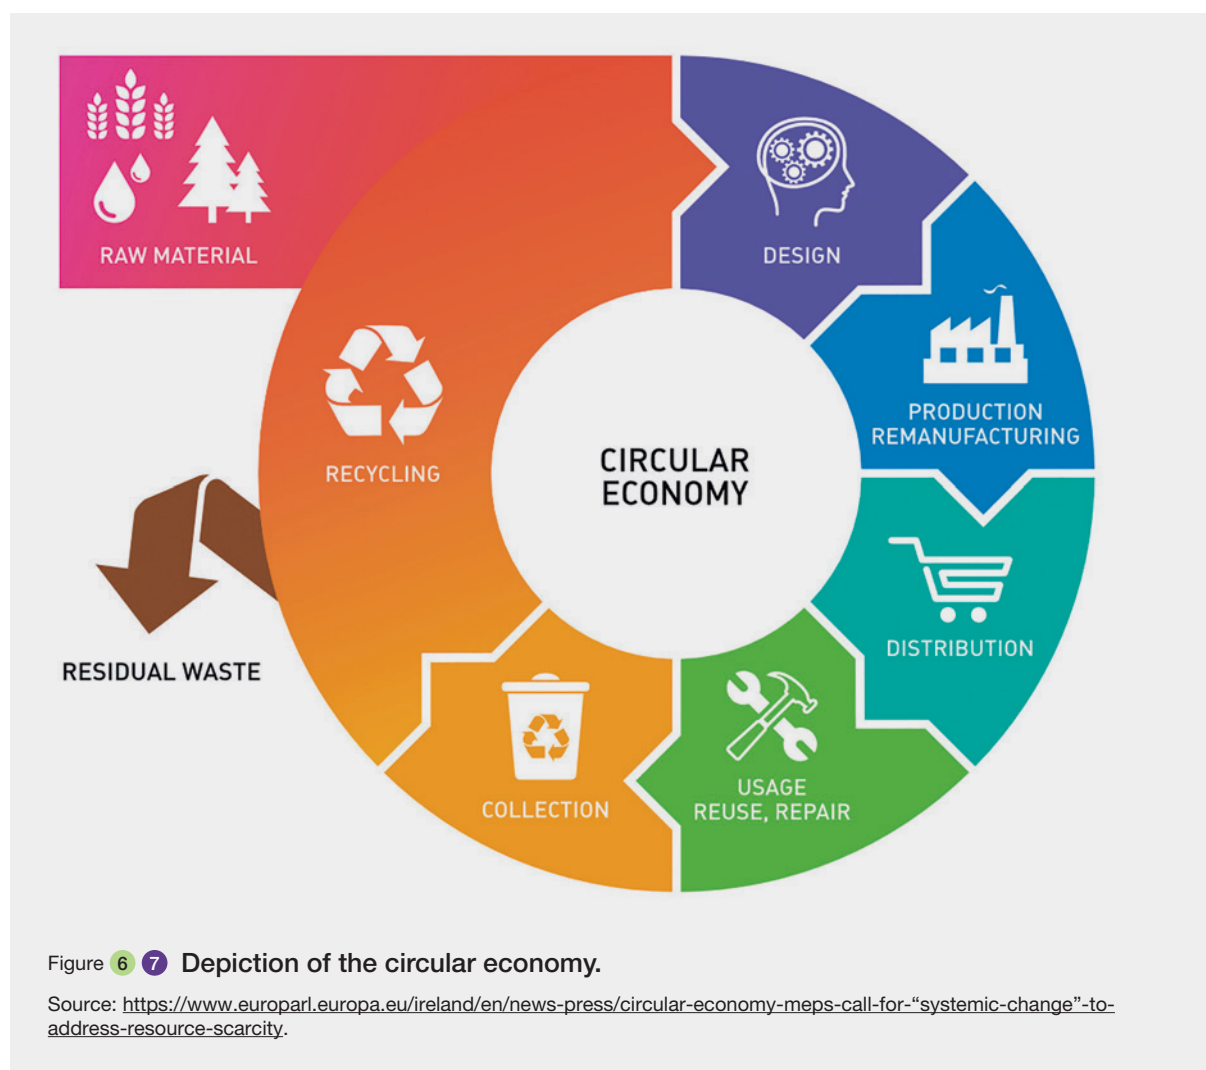 RAW MATERIAL
DESIGN
PRODUCTION
REMANUFACTURING
RECYCLING
CIRCULAR
ECONOMY
DISTRIBUTION
RESIDUAL WASTE
USAGE
REUSE, REPAIR
COLLECTION
Figure 6 7 Depiction of the circular economy.
Source: https://www.europarl.europa.eu/ireland/en/news-press/circular-economy-meps-call-for-“systemic-change”-to-
address-resource-scarcity.